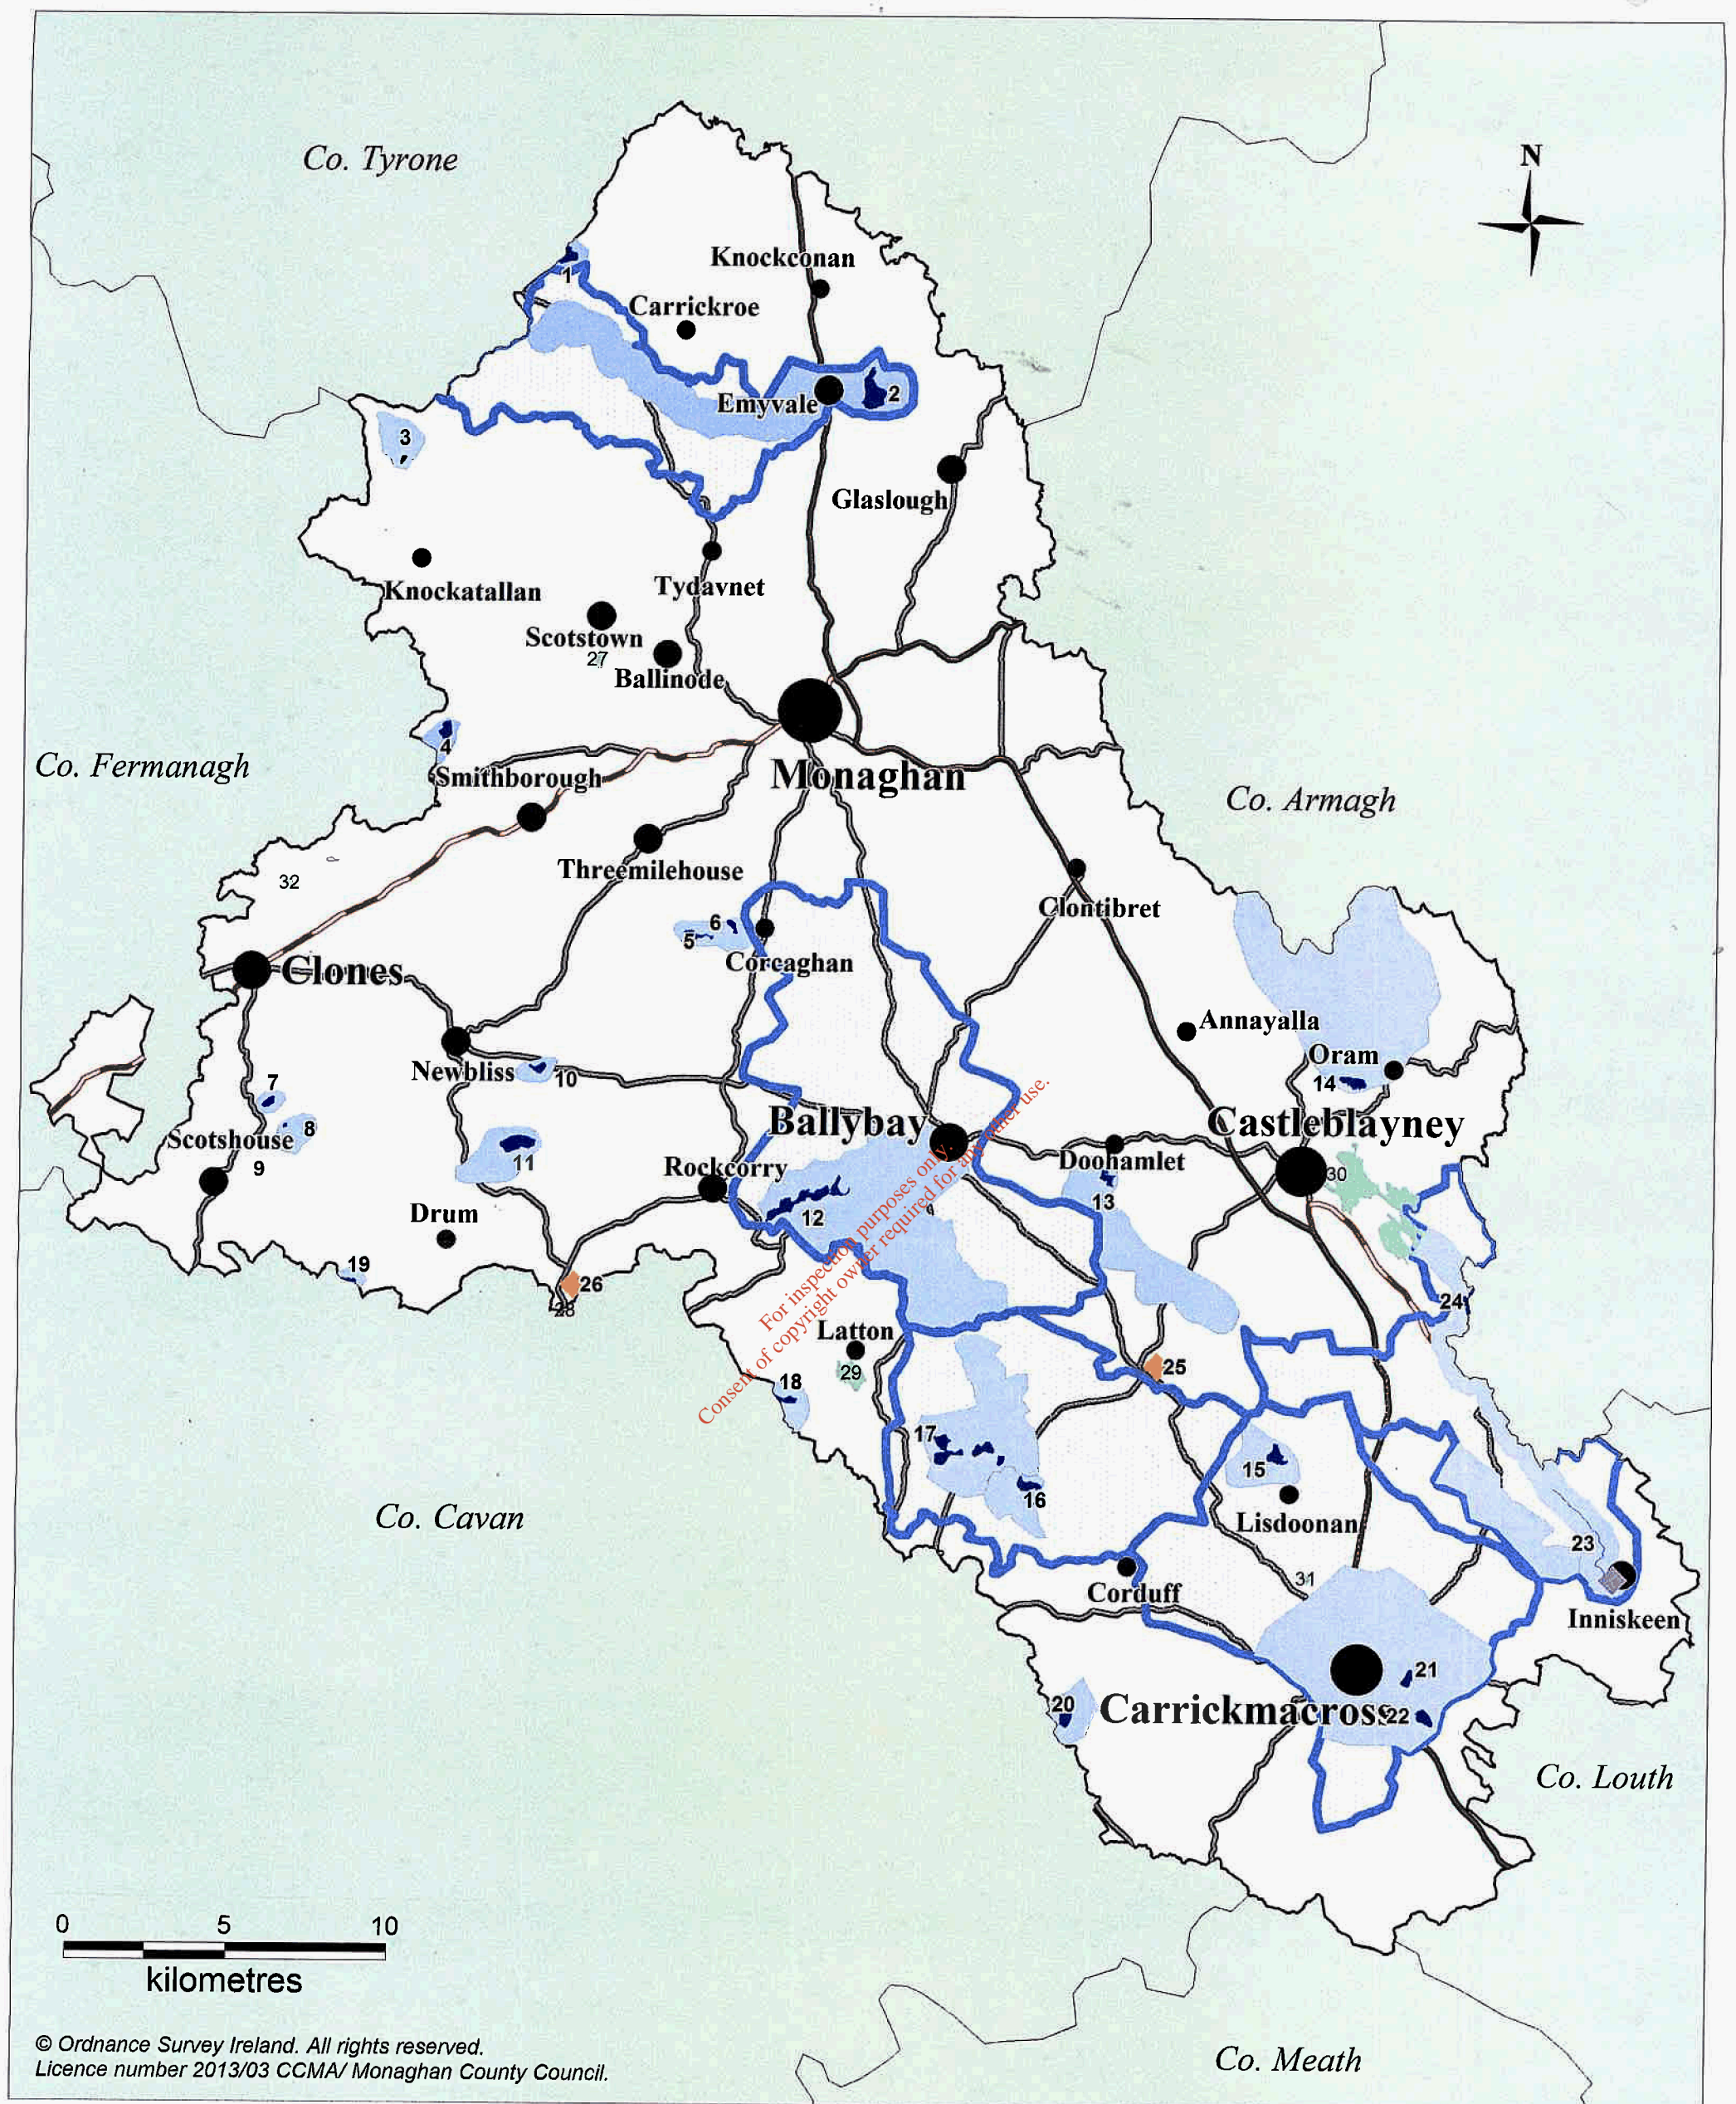 Co. Tyrone
N
Knockconan
1
Carrickroe
Emyvale
2
3
Glaslough
Knockatallan
Tydavnet
Scotstown
27
Ballinode
4
Co. Fermanagh
Smithborough
Monaghan
Co. Armagh
Threemilehouse
32
Clontibret
6
5
Corcaghan
Clones
Annayalla
Oram
14
Newbliss
10
7
8
Scotshouse
9
11
Ballybay
Castleblayney
Doohamlet
30
Rockcorry
13
12
Drum
19
26
28
24
Latton
29
25
18
17
16
15
Lisdoonan
Co. Cavan
23
31
Corduff
Inniskeen
21
20
Carrickmacross
22
Co. Louth
For inspection purposes only.
Consent of copyright owner required for any other use.
0 5 10
kilometres
© Ordnance Survey Ireland. All rights reserved.
Licence number 2013/03 CCMA/ Monaghan County Council.
Co. Meath